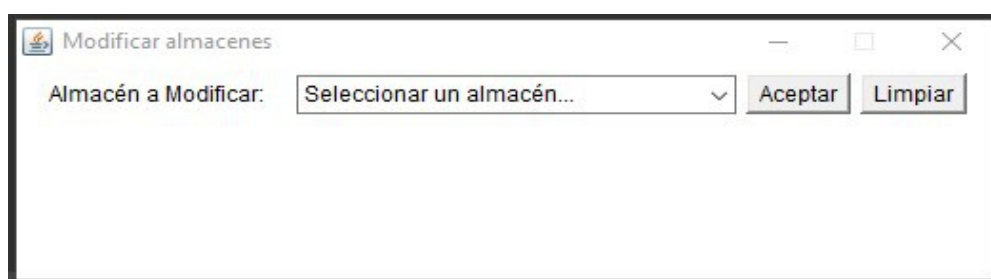 Modificar almacenes
Almacén a Modificar: Seleccionar un almacén... Aceptar Limpiar